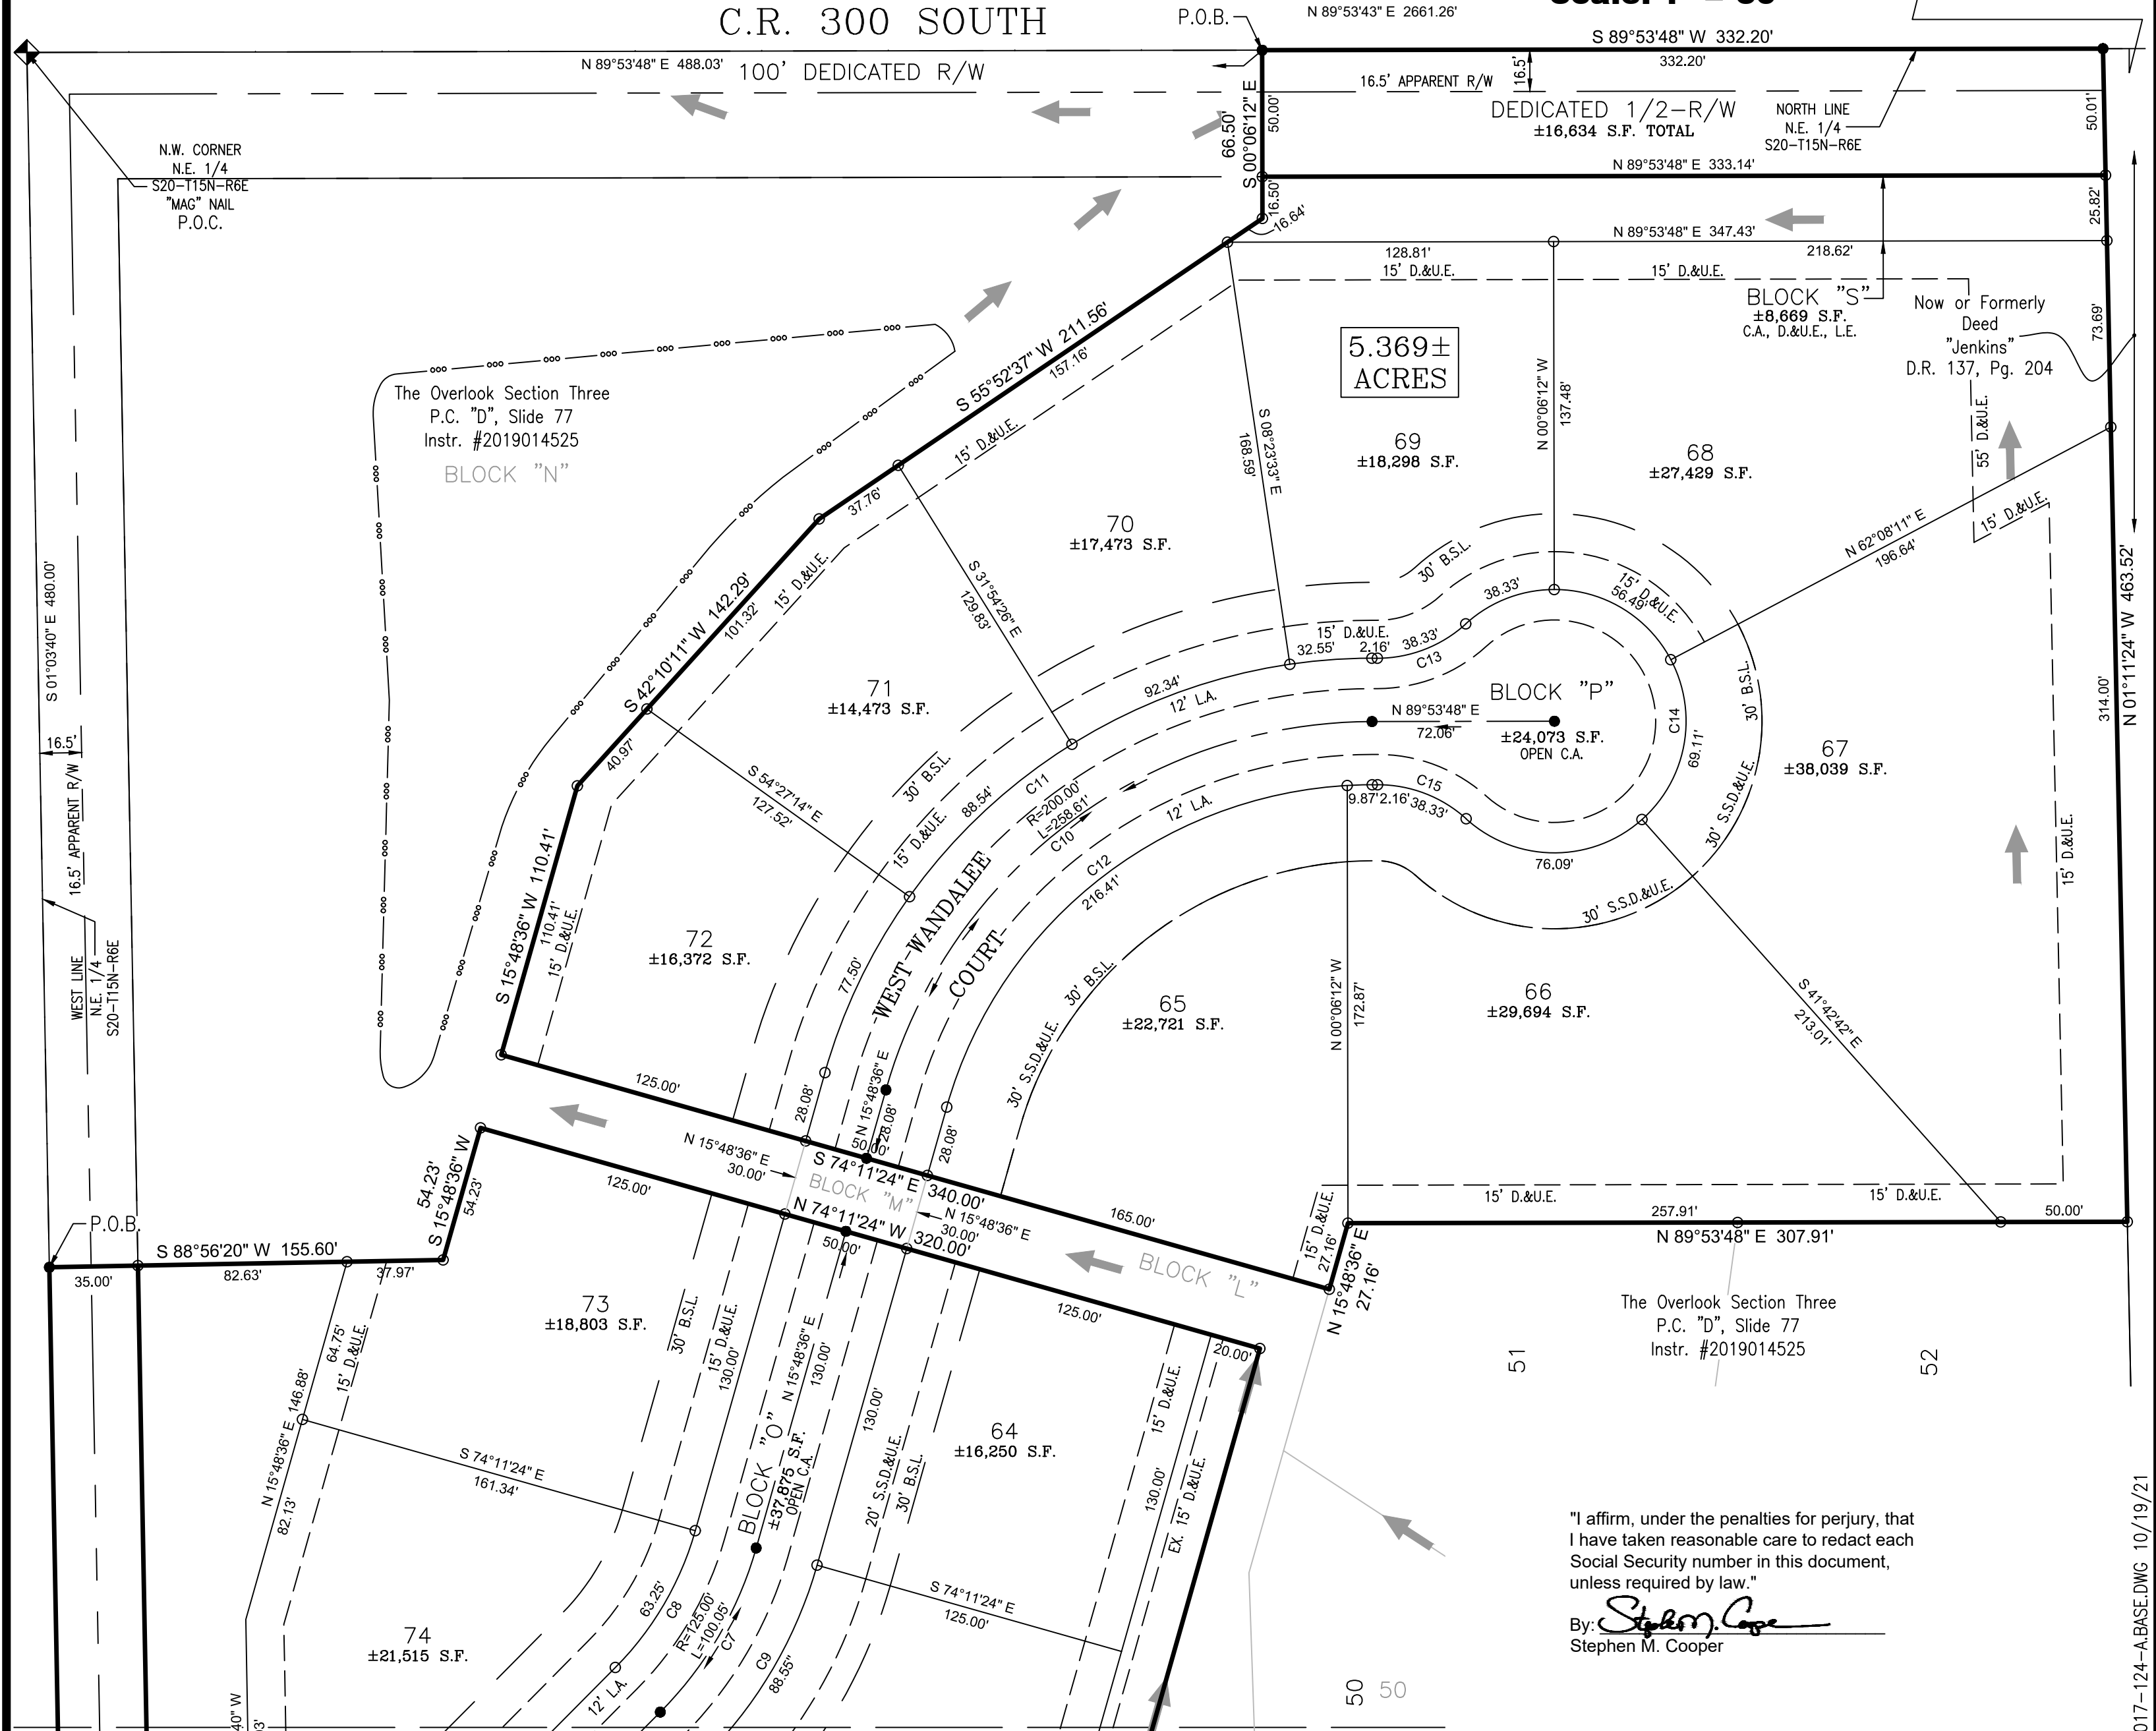 C.R. 300 SOUTH
P.O.B.
N 89°53'43" E 2661.26'
S 89°53'48" W 332.20'
332.20'
N 89°53'48" E 488.03'
100' DEDICATED R/W
16.5' APPARENT R/W
16.5'
DEDICATED 1/2-R/W
±16,634 S.F. TOTAL
NORTH LINE
N.E. 1/4
S20-T15N-R6E
50.01'
66.50'
S 00°06'12" E
50.00'
16.50'
16.64'
N.W. CORNER
N.E. 1/4
S20-T15N-R6E
"MAG" NAIL
P.O.C.
N 89°53'48" E 333.14'
25.82'
N 89°53'48" E 347.43'
128.81'
218.62'
15' D.&U.E.
15' D.&U.E.
BLOCK "S"
±8,669 S.F.
C.A., D.&U.E., L.E.
Now or Formerly
Deed
"Jenkins"
D.R. 137, Pg. 204
73.69'
5.369±
ACRES
S 55°52'37" W 211.56'
157.16'
15' D.&U.E.
37.76'
The Overlook Section Three
P.C. "D", Slide 77
Instr. #2019014525
BLOCK "N"
S 08°23'33" E
168.59'
N 00°06'12" W
137.48'
69
±18,298 S.F.
68
±27,429 S.F.
55' D.&U.E.
15' D.&U.E.
N 62°08'11" E
196.64'
70
±17,473 S.F.
S 31°54'26" E
129.83'
30' B.S.L.
38.33'
15' D.&U.E.
56.49'
15' D.&U.E.
32.55'
2.16'
38.33'
C13
S 01°03'40" E 480.00'
S 42°10'11" W 142.29'
101.32'
15' D.&U.E.
40.97'
71
±14,473 S.F.
92.34'
12' L.A.
BLOCK "P"
N 89°53'48" E
72.06'
±24,073 S.F.
OPEN C.A.
C14
69.11'
30' B.S.L.
314.00'
N 01°11'24" W 463.52'
67
±38,039 S.F.
16.5'
16.5' APPARENT R/W
S 54°27'14" E
127.52'
30' B.S.L.
15' D.&U.E.
88.54'
C11
R=200.00'
L=258.61'
C10
12' L.A.
C12
216.41'
9.87'
2.16'
C15
38.33'
76.09'
30' S.S.D.&U.E.
30' S.S.D.&U.E.
15' D.&U.E.
S 15°48'36" W 110.41'
110.41'
15' D.&U.E.
72
±16,372 S.F.
77.50'
WEST WANDALEE
COURT
30' B.S.L.
30' S.S.D.&U.E.
65
±22,721 S.F.
N 00°06'12" W
172.87'
66
±29,694 S.F.
S 41°42'42" E
213.01'
WEST LINE
N.E. 1/4
S20-T15N-R6E
125.00'
28.08'
N 15°48'36" E
28.08'
28.08'
50.00'
S 74°11'24" E 340.00'
N 15°48'36" E
30.00'
BLOCK "M"
N 15°48'36" E
30.00'
N 74°11'24" W 320.00'
50.00'
165.00'
15' D.&U.E.
27.16'
N 15°48'36" E
27.16'
15' D.&U.E.
15' D.&U.E.
257.91'
50.00'
N 89°53'48" E 307.91'
54.23'
S 15°48'36" W
54.23'
125.00'
P.O.B.
S 88°56'20" W 155.60'
35.00'
82.63'
37.97'
BLOCK "L"
125.00'
20.00'
The Overlook Section Three
P.C. "D", Slide 77
Instr. #2019014525
51
52
73
±18,803 S.F.
64.75'
15' D.&U.E.
N 15°48'36" E 146.88'
82.13'
30' B.S.L.
15' D.&U.E.
130.00'
N 15°48'36" E
130.00'
130.00'
S 74°11'24" E
161.34'
BLOCK "O"
±37,875 S.F.
OPEN C.A.
20' S.S.D.&U.E.
30' B.S.L.
64
±16,250 S.F.
15' D.&U.E.
130.00'
EX. 15' D.&U.E.
S 74°11'24" E
125.00'
63.25'
C8
R=125.00'
L=100.05'
C7
C9
88.55"
12' L.A.
74
±21,515 S.F.
50
50
"I affirm, under the penalties for perjury, that
I have taken reasonable care to redact each
Social Security number in this document,
unless required by law."
By: Stephen M. Cooper
Stephen M. Cooper
017-124-A.BASE.DWG 10/19/21